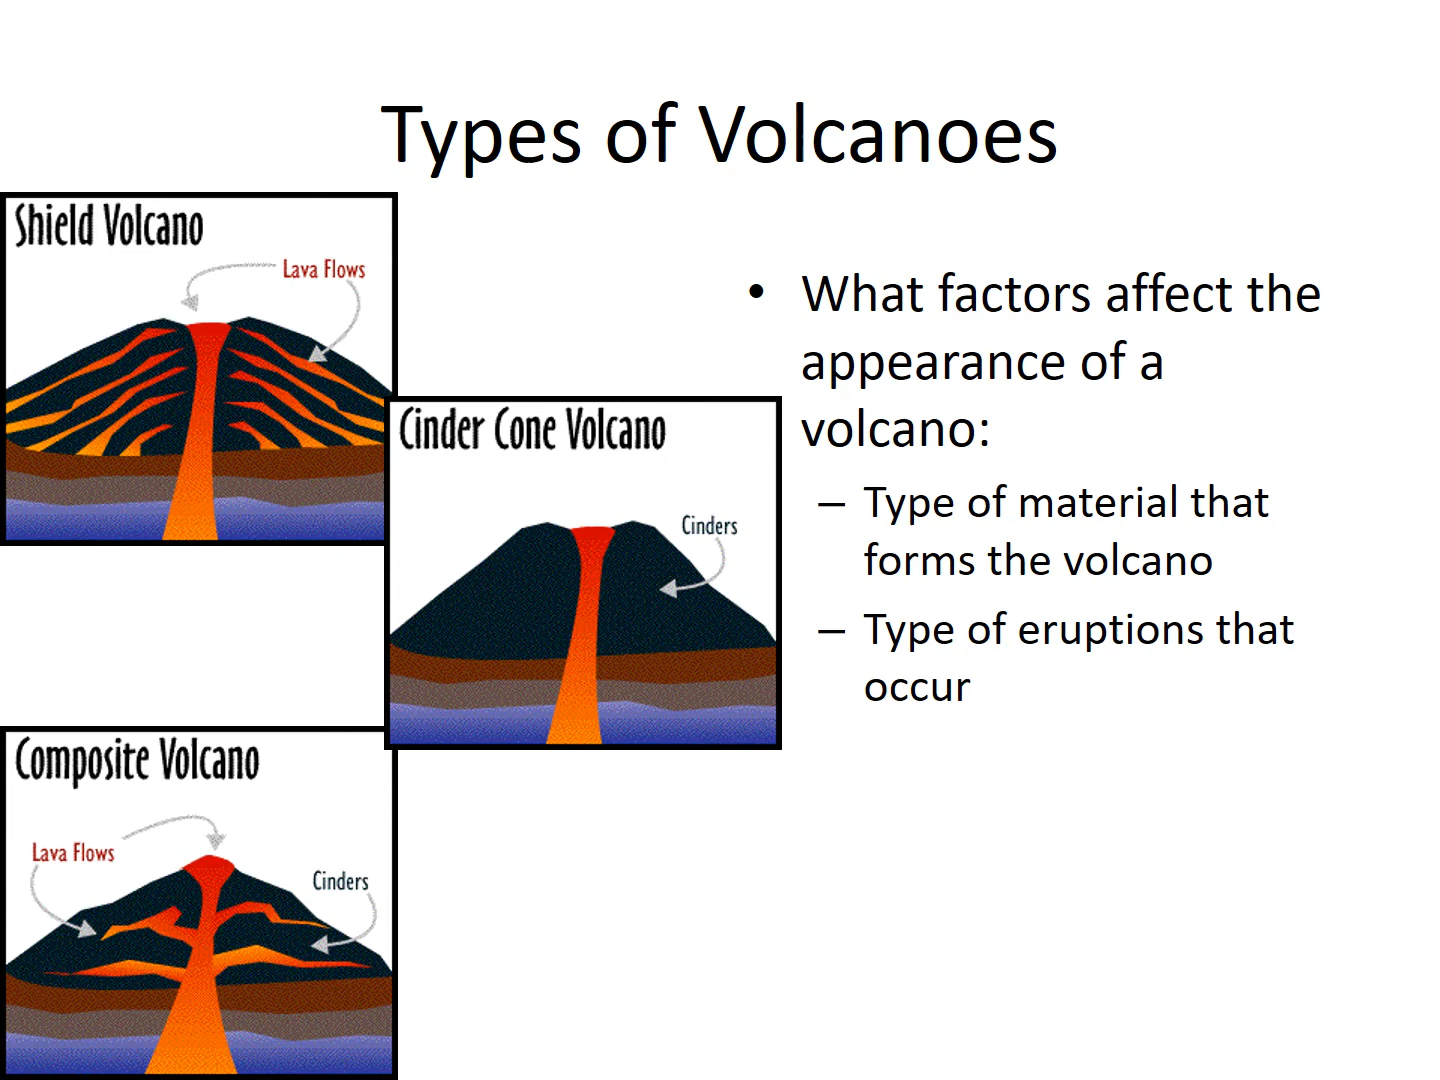 Types of Volcanoes
Shield Volcano
Lava Flows
Cinder Cone Volcano
Cinders
Composite Volcano
Lava Flows
Cinders
• What factors affect the
appearance of a
volcano:
– Type of material that
forms the volcano
– Type of eruptions that
occur